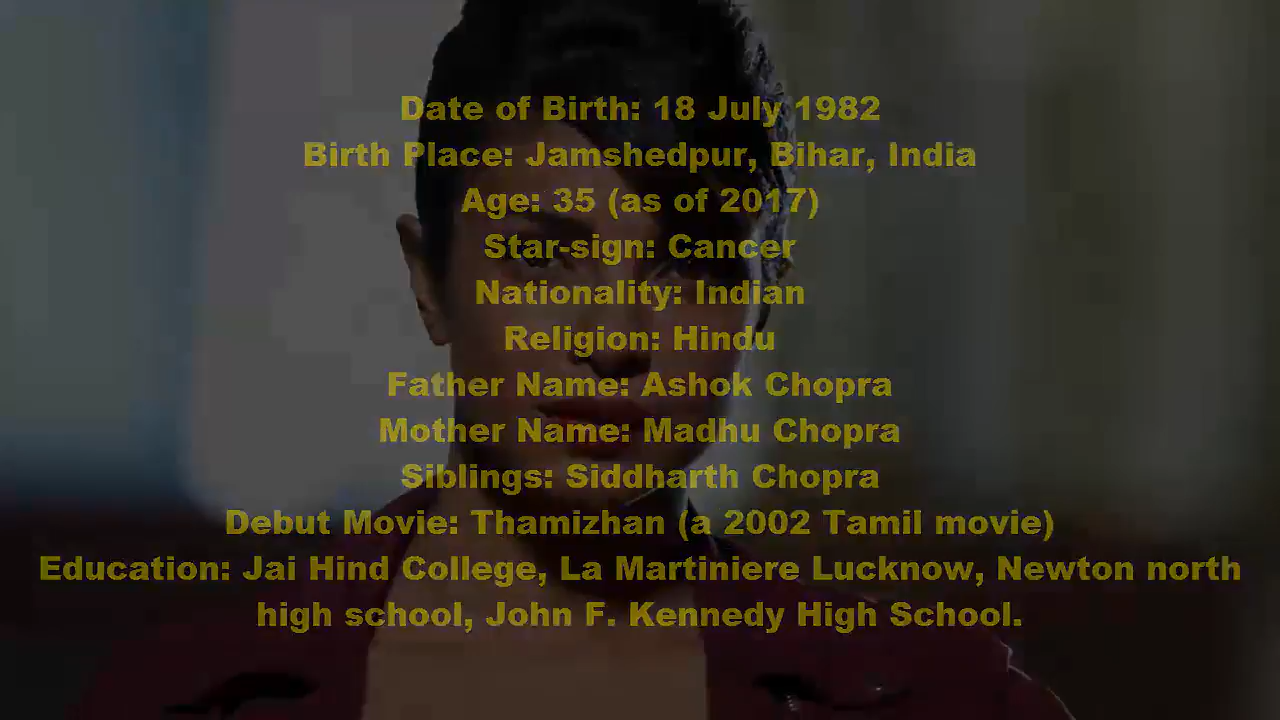 Date of Birth: 18 July 1982
Birth Place: Jamshedpur, Bihar, India
Age: 35 (as of 2017)
Star-sign: Cancer
Nationality: Indian
Religion: Hindu
Father Name: Ashok Chopra
Mother Name: Madhu Chopra
Siblings: Siddharth Chopra
Debut Movie: Thamizhan (a 2002 Tamil movie)
Education: Jai Hind College, La Martiniere Lucknow, Newton north
high school, John F. Kennedy High School.